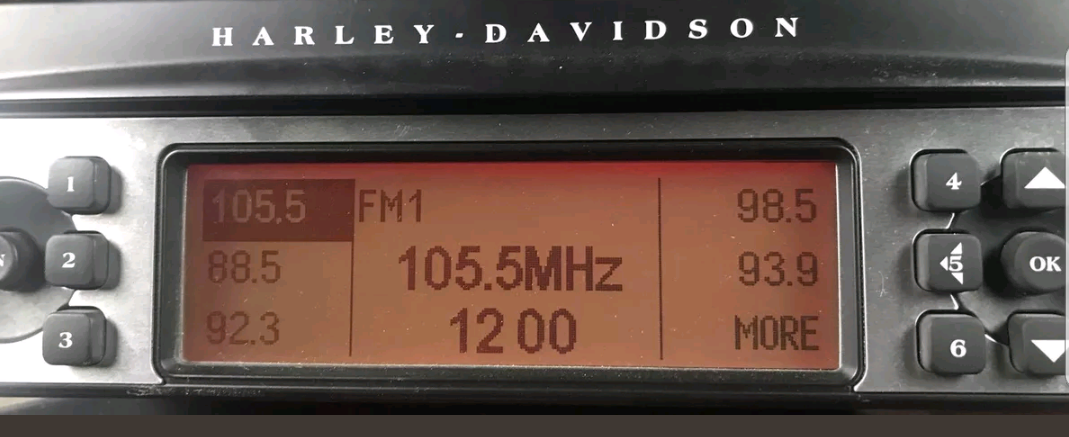 HARLEY-DAVIDSON
1 105.5 FM1 98.5 4
2 88.5 105.5MHz 93.9 5 OK
3 92.3 12 00 MORE 6